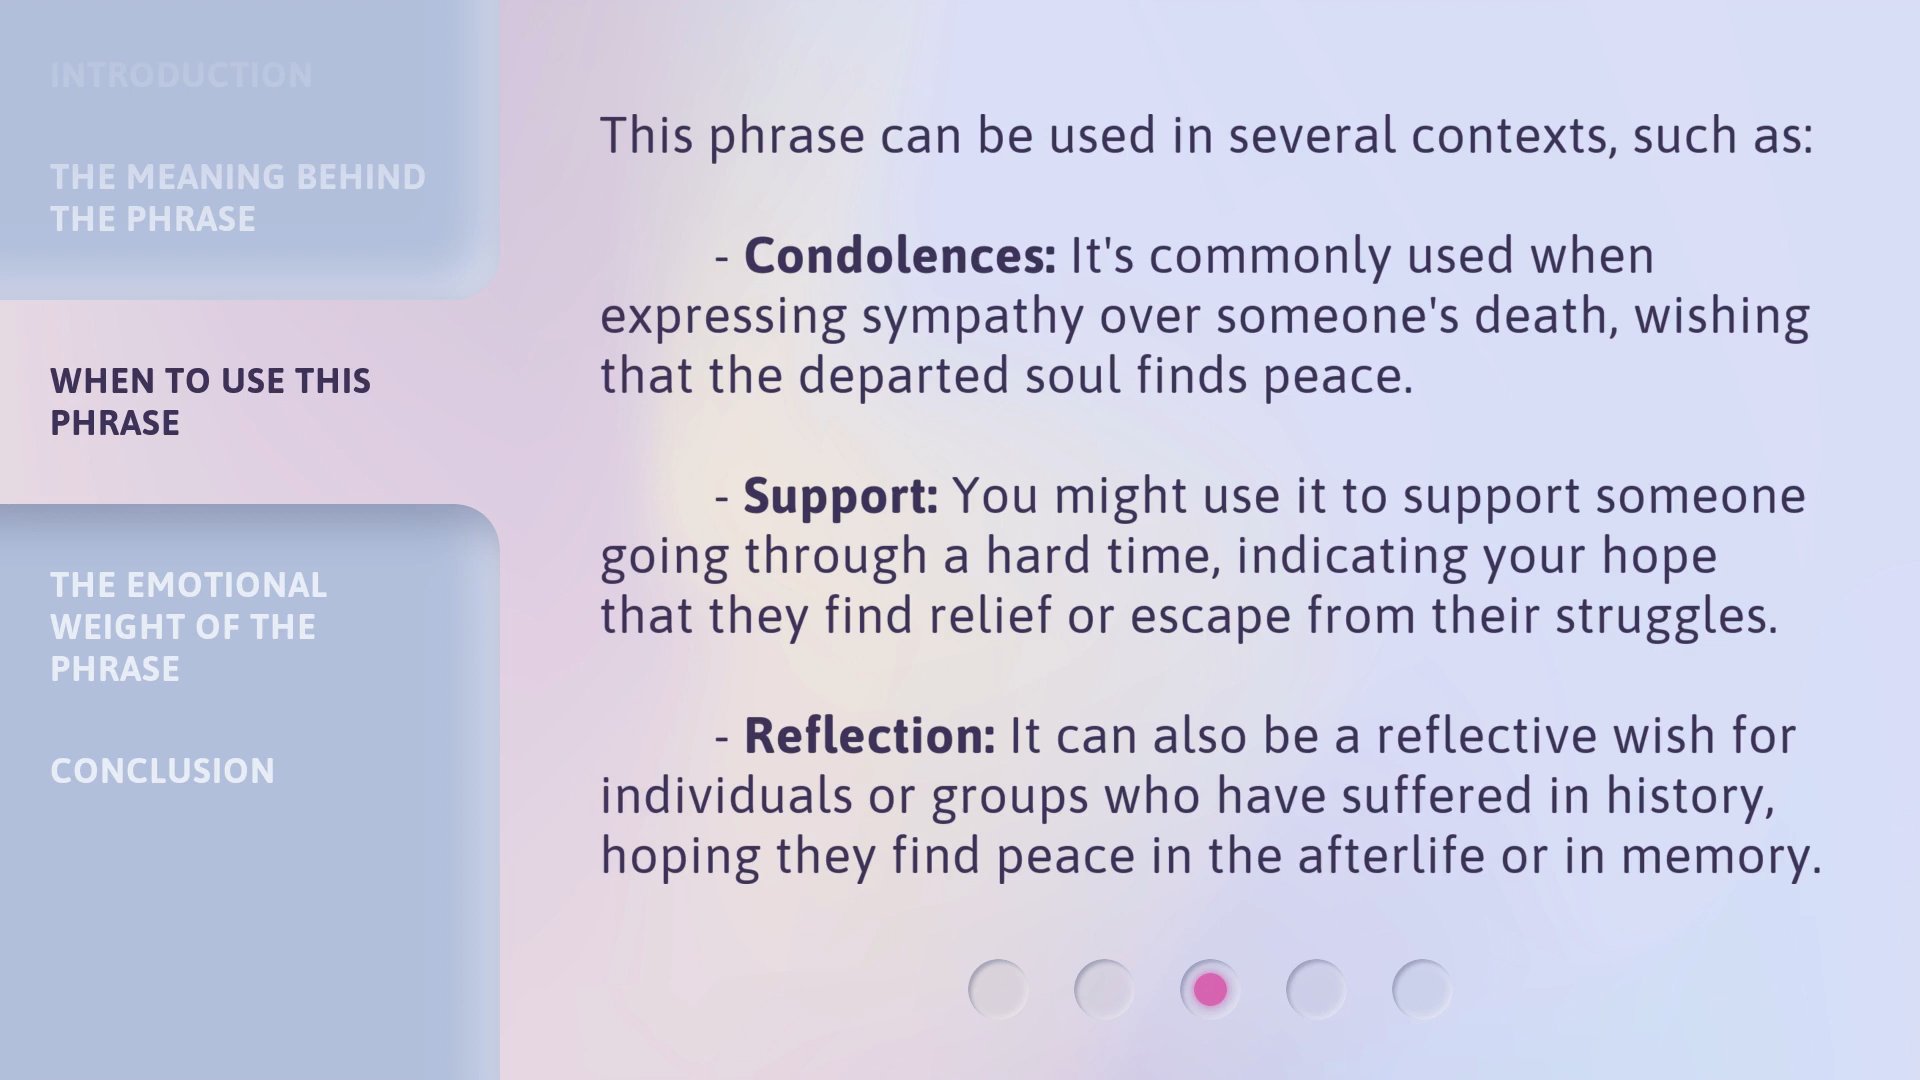 INTRODUCTION
THE MEANING BEHIND
THE PHRASE
WHEN TO USE THIS
PHRASE
THE EMOTIONAL
WEIGHT OF THE
PHRASE
CONCLUSION
This phrase can be used in several contexts, such as:
- Condolences: It's commonly used when
expressing sympathy over someone's death, wishing
that the departed soul finds peace.
- Support: You might use it to support someone
going through a hard time, indicating your hope
that they find relief or escape from their struggles.
- Reflection: It can also be a reflective wish for
individuals or groups who have suffered in history,
hoping they find peace in the afterlife or in memory.